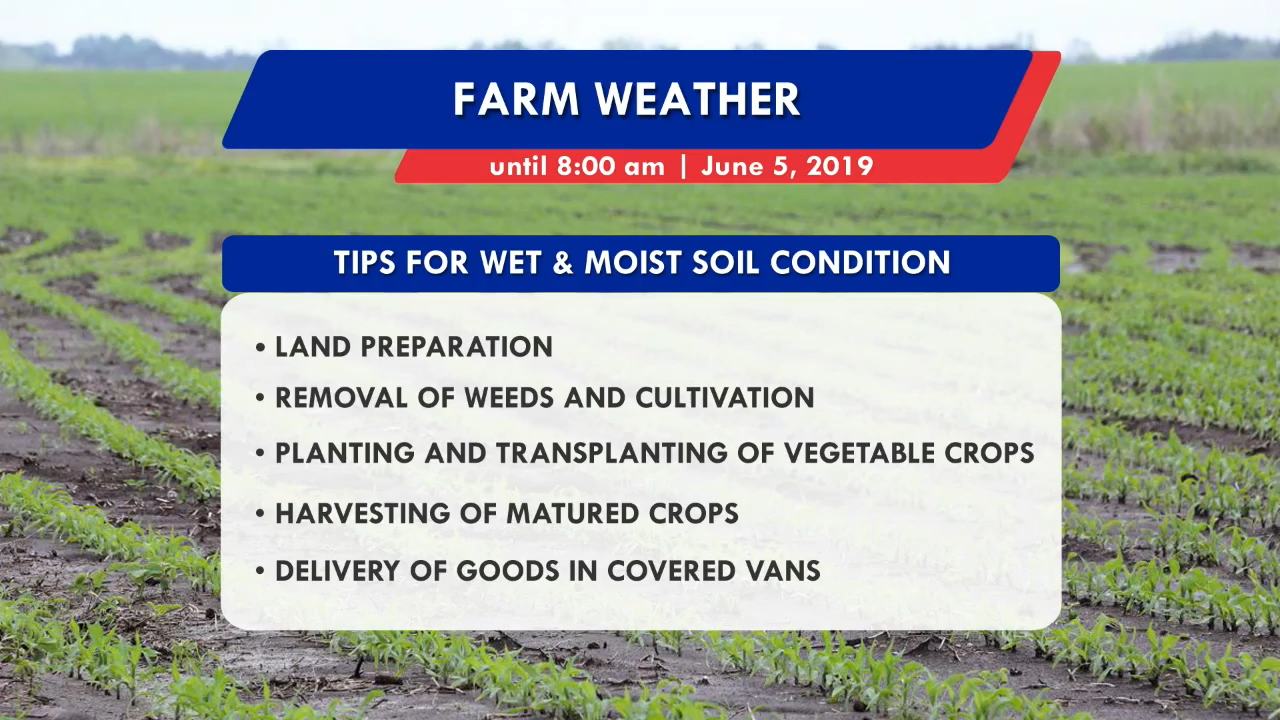 FARM WEATHER
until 8:00 am | June 5, 2019
TIPS FOR WET & MOIST SOIL CONDITION
• LAND PREPARATION
• REMOVAL OF WEEDS AND CULTIVATION
• PLANTING AND TRANSPLANTING OF VEGETABLE CROPS
• HARVESTING OF MATURED CROPS
• DELIVERY OF GOODS IN COVERED VANS